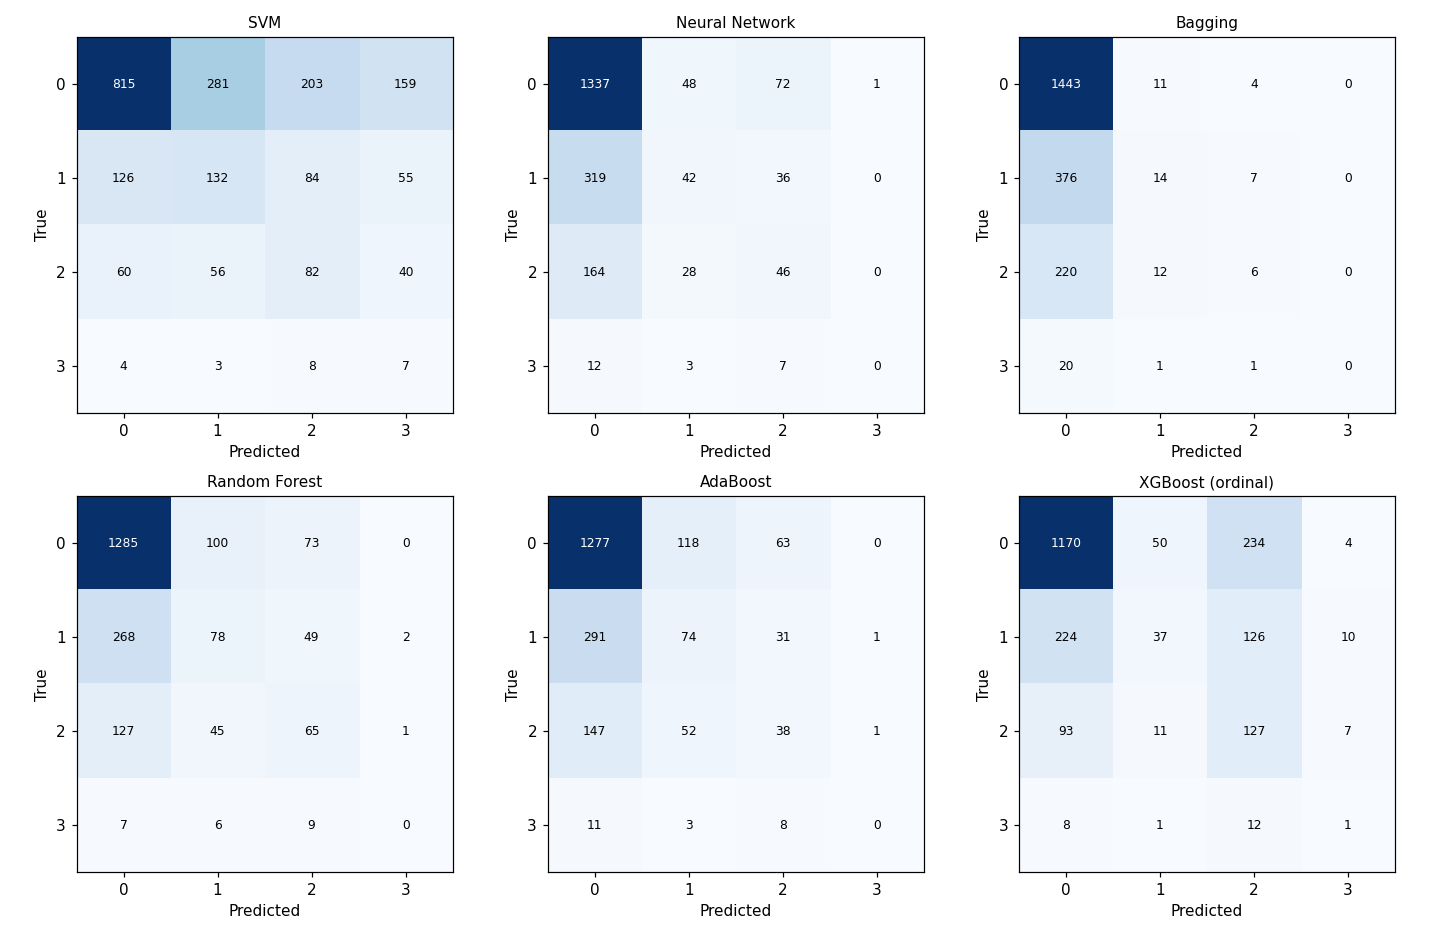 SVM
Neural Network
Bagging
0 815 281 203 159
1 126 132 84 55
2 60 56 82 40
3 4 3 8 7
True
0 1 2 3
Predicted
0 1337 48 72 1
1 319 42 36 0
2 164 28 46 0
3 12 3 7 0
True
0 1 2 3
Predicted
0 1443 11 4 0
1 376 14 7 0
2 220 12 6 0
3 20 1 1 0
True
0 1 2 3
Predicted
Random Forest
AdaBoost
XGBoost (ordinal)
0 1285 100 73 0
1 268 78 49 2
2 127 45 65 1
3 7 6 9 0
True
0 1 2 3
Predicted
0 1277 118 63 0
1 291 74 31 1
2 147 52 38 1
3 11 3 8 0
True
0 1 2 3
Predicted
0 1170 50 234 4
1 224 37 126 10
2 93 11 127 7
3 8 1 12 1
True
0 1 2 3
Predicted